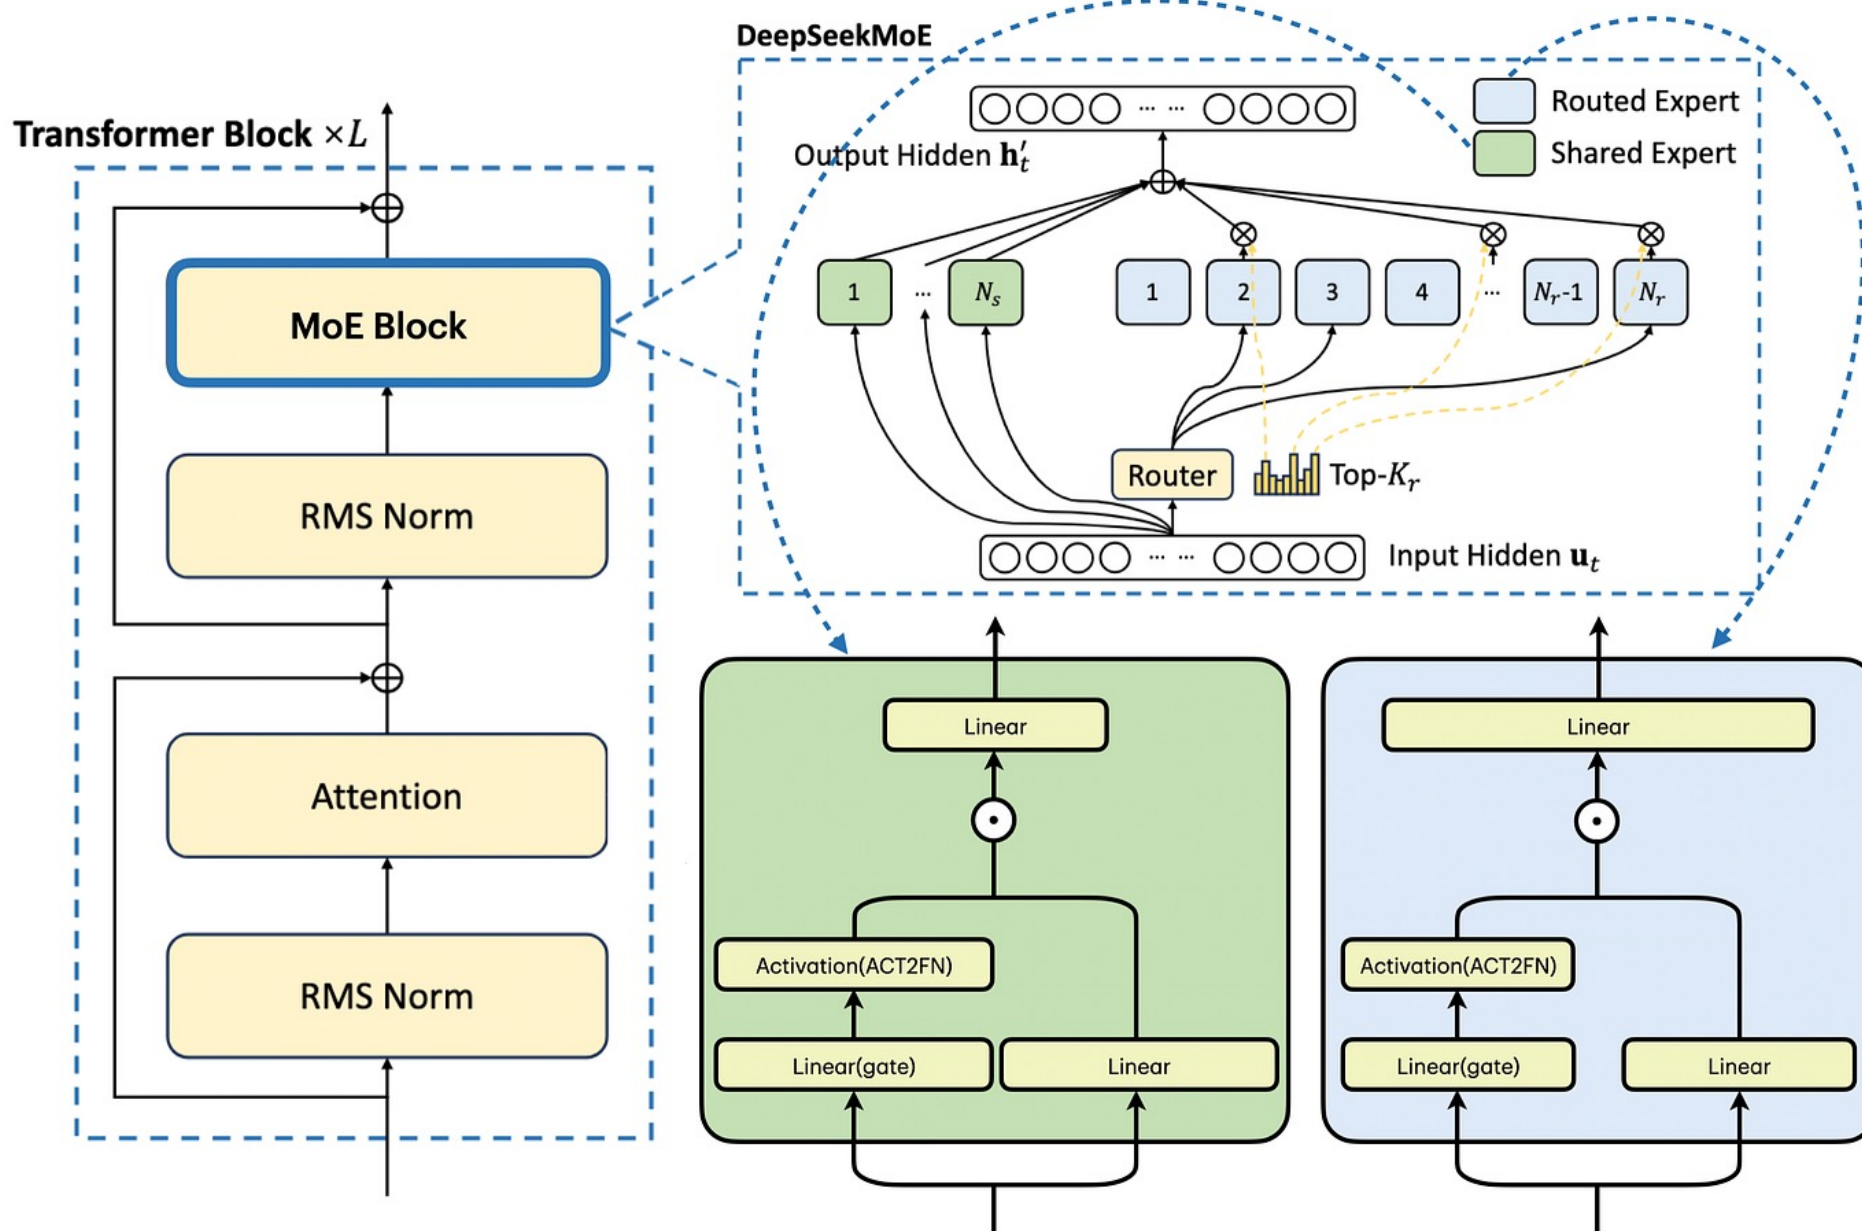 DeepSeekMoE
Transformer Block ×L
MoE Block
RMS Norm
Attention
RMS Norm
Routed Expert
Shared Expert
··· ···
Output Hidden h′ₜ
1 ... Nₛ 1 2 3 4 ... Nᵣ-1 Nᵣ
Router
Top-Kᵣ
··· ···
Input Hidden uₜ
Linear
Activation(ACT2FN)
Linear(gate) Linear
Linear
Activation(ACT2FN)
Linear(gate) Linear